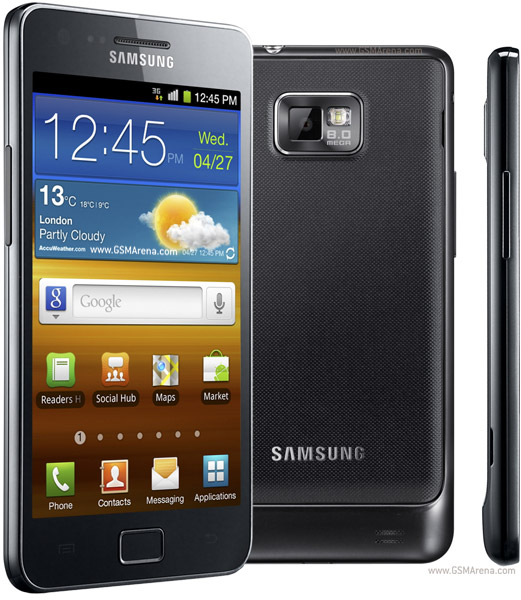 SAMSUNG
3G 12:45 PM
12:45 PM
Wed.
04/27
13°C 18°C | 9°C
London
Partly Cloudy
AccuWeather.com www.GSMArena.com 04/27 12:45 PM
g Google
Readers H Social Hub Maps Market
1
Phone Contacts Messaging Applications
www.GSMArena.com
8.0
MEGA
SAMSUNG
www.GSMArena.com